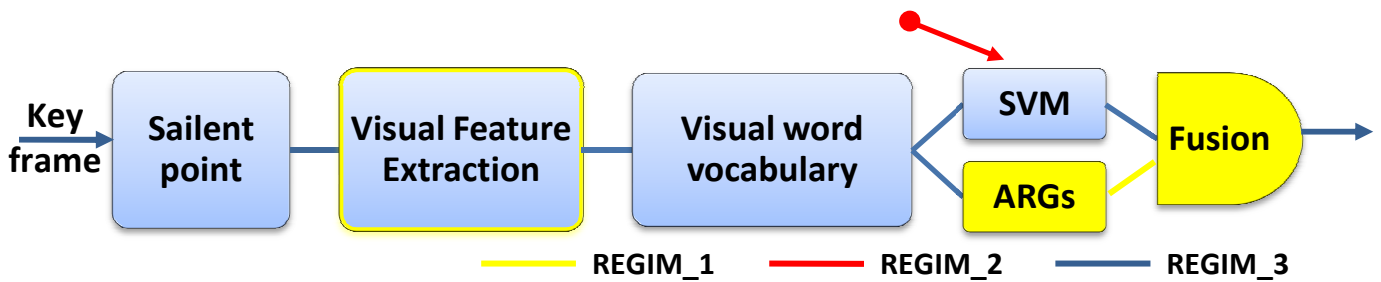 Key
frame
Sailent
point
Visual Feature
Extraction
Visual word
vocabulary
SVM
ARGs
Fusion
REGIM_1
REGIM_2
REGIM_3